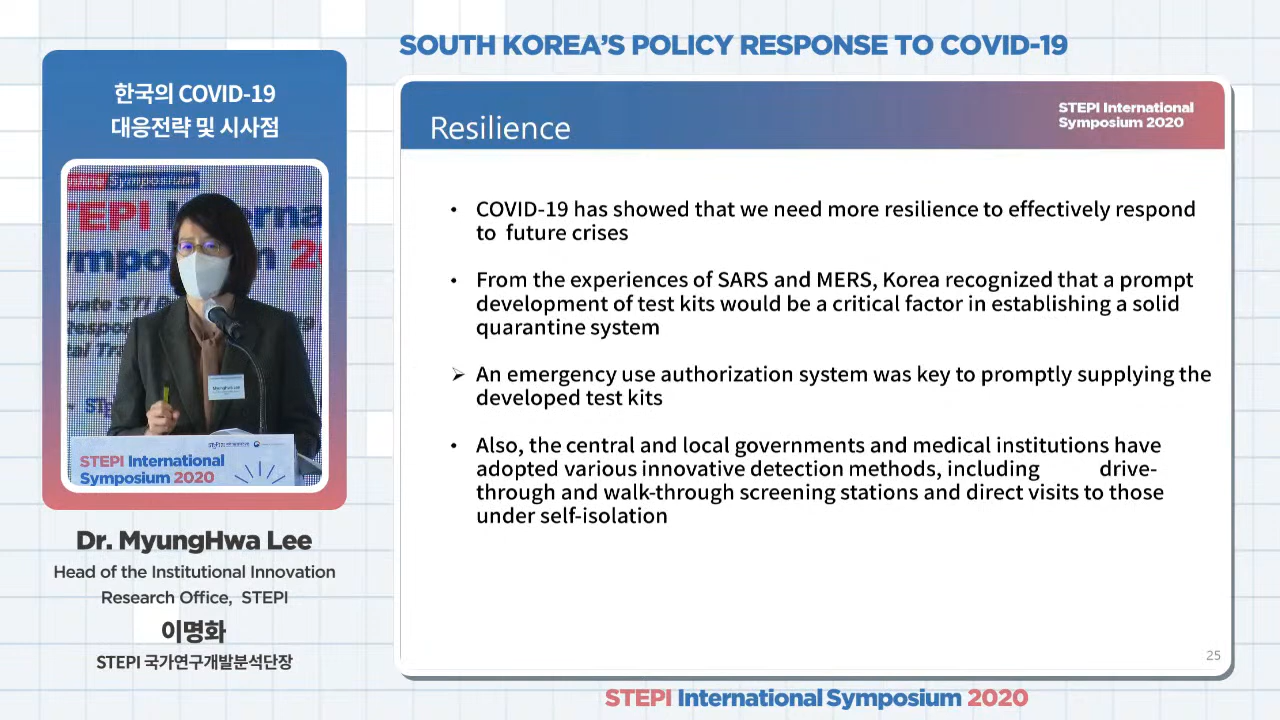 SOUTH KOREA'S POLICY RESPONSE TO COVID-19
한국의 COVID-19
대응전략 및 시사점
Symposium
TEPI Interna
ympo
STEPI International
Symposium 2020
Dr. MyungHwa Lee
Head of the Institutional Innovation
Research Office, STEPI
이명화
STEPI 국가연구개발분석단장
Resilience
STEPI International
Symposium 2020
• COVID-19 has showed that we need more resilience to effectively respond
to future crises
• From the experiences of SARS and MERS, Korea recognized that a prompt
development of test kits would be a critical factor in establishing a solid
quarantine system
➢ An emergency use authorization system was key to promptly supplying the
developed test kits
• Also, the central and local governments and medical institutions have
adopted various innovative detection methods, including drive-
through and walk-through screening stations and direct visits to those
under self-isolation
25
STEPI International Symposium 2020